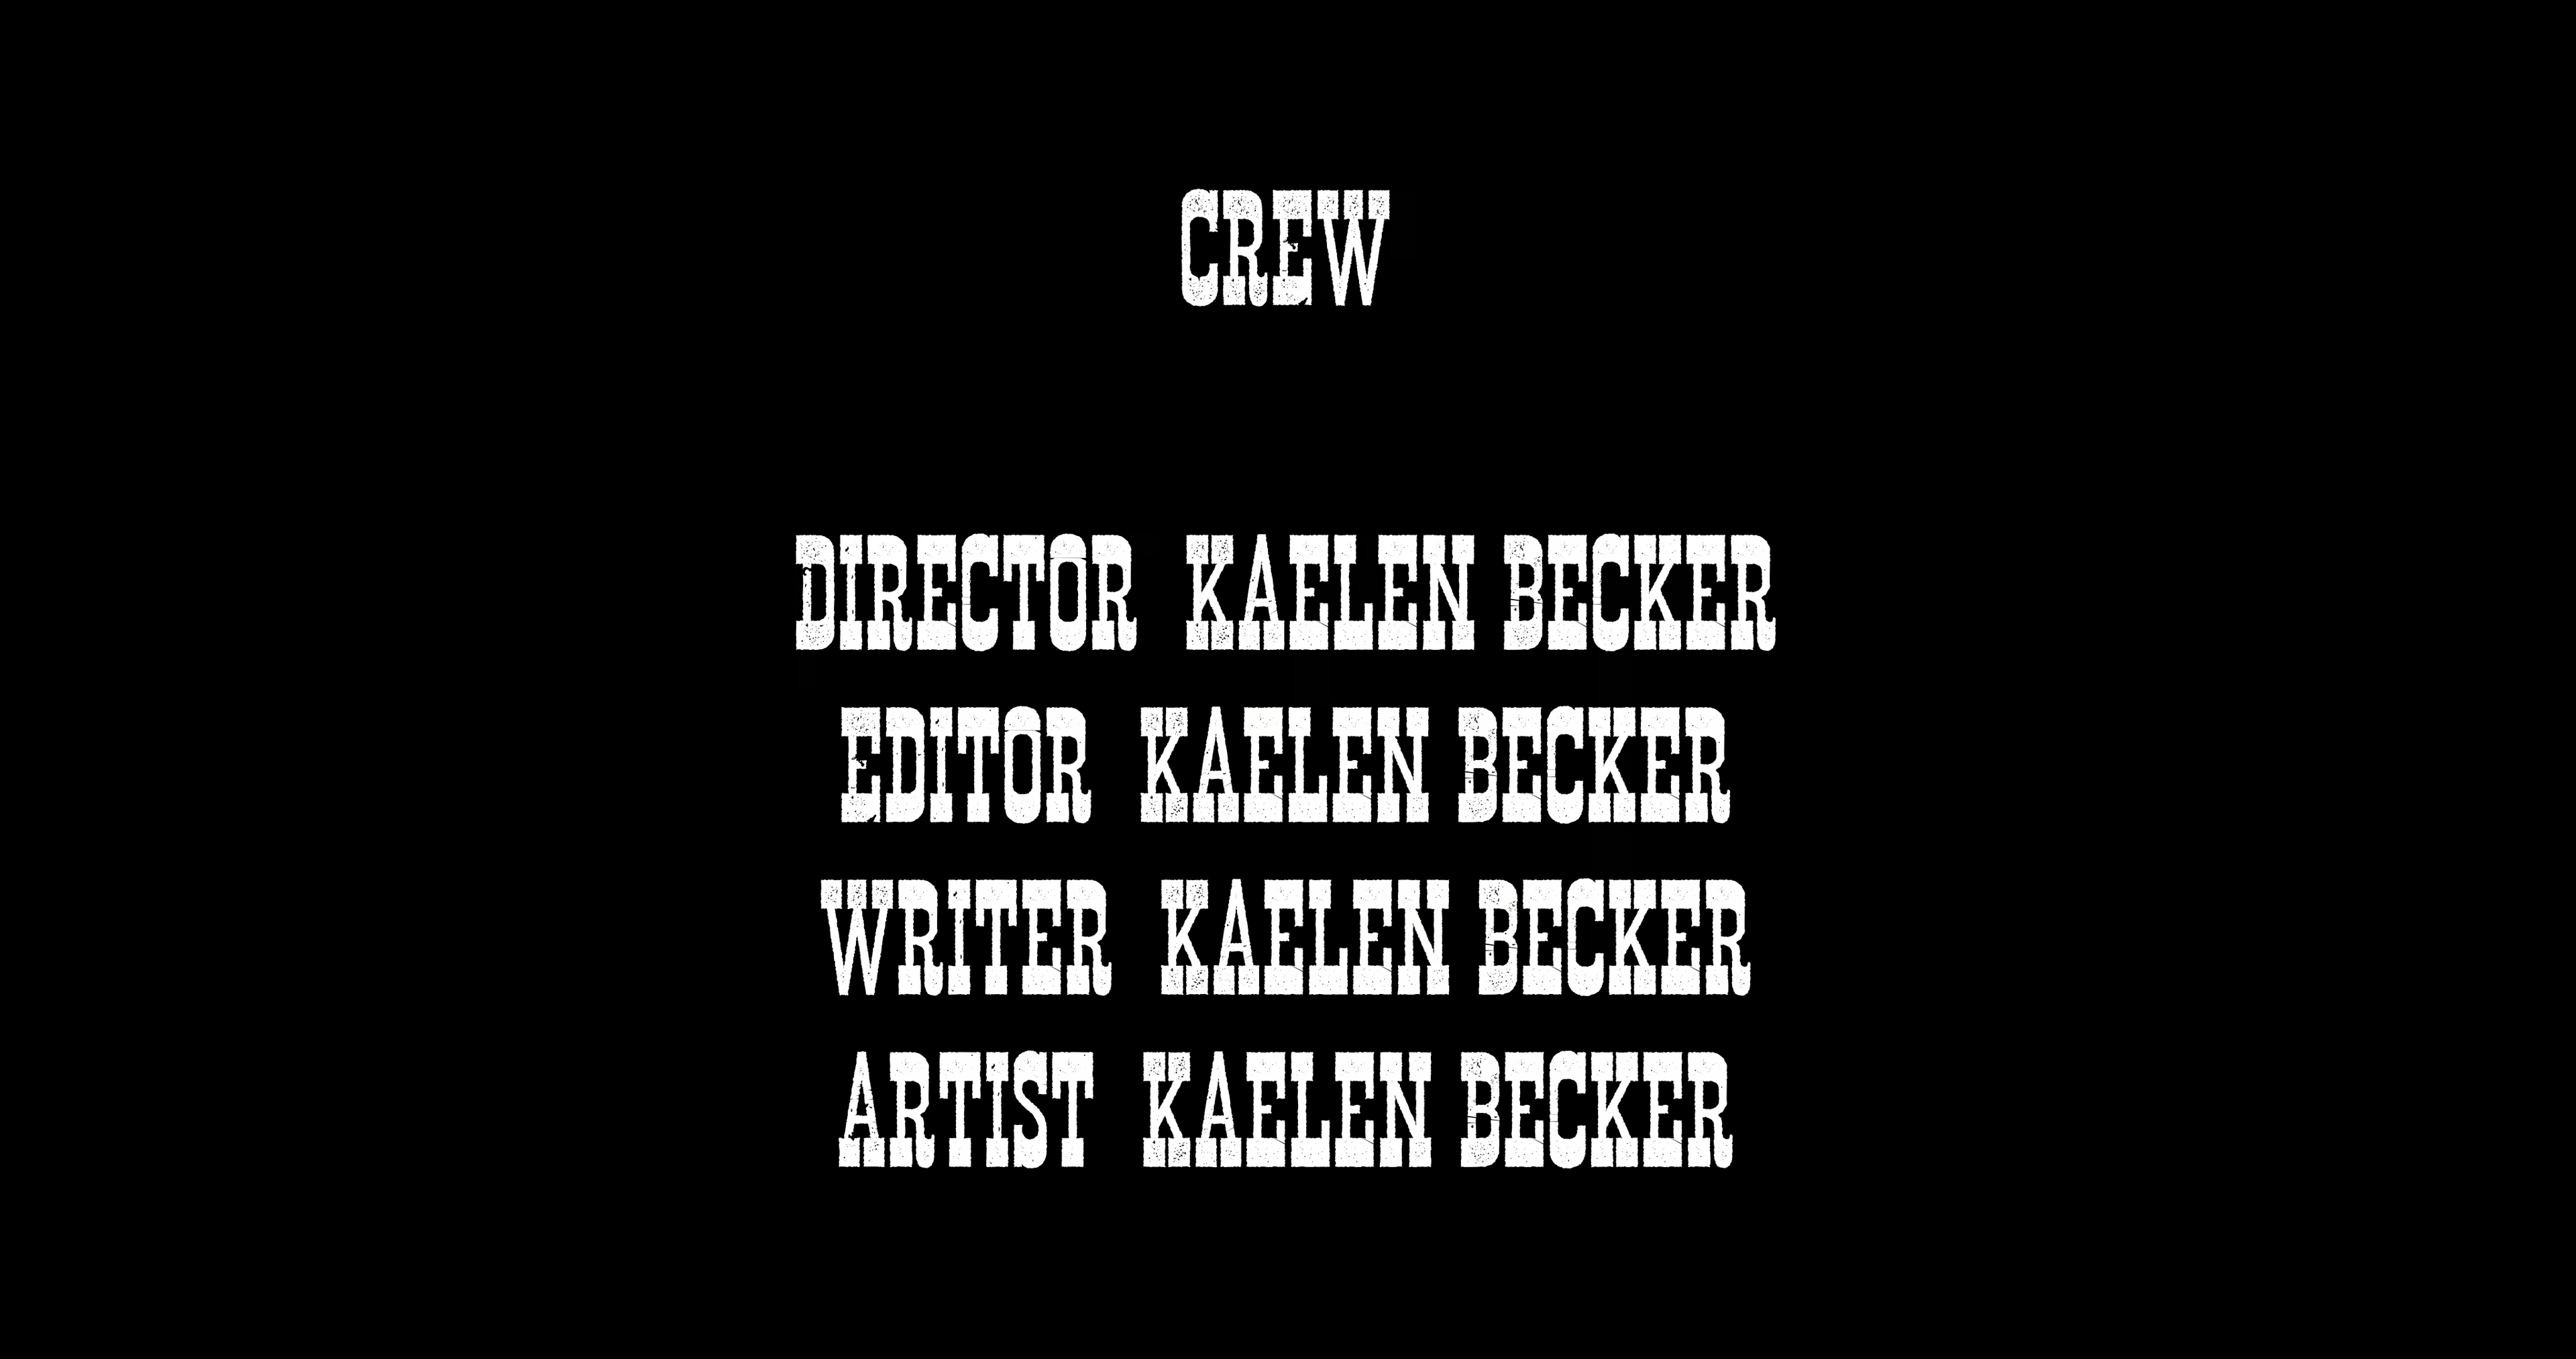 CREW
DIRECTOR KAELEN BECKER
EDITOR KAELEN BECKER
WRITER KAELEN BECKER
ARTIST KAELEN BECKER